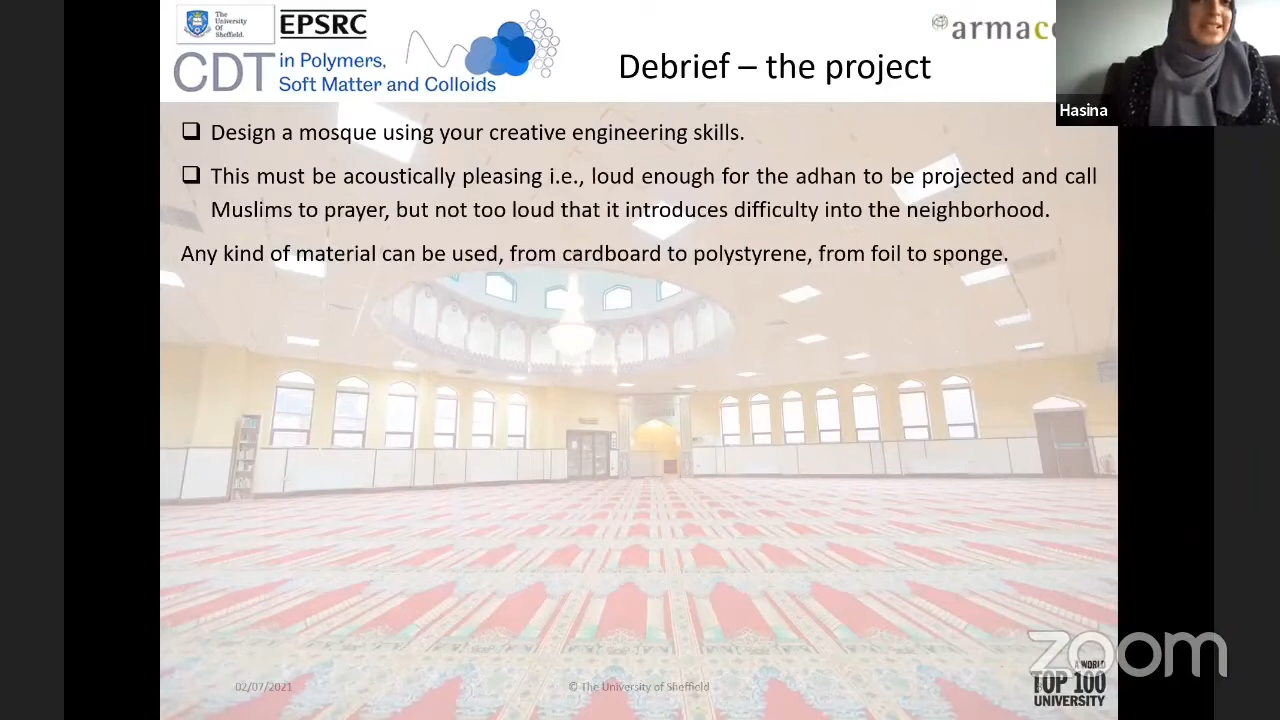 The
University
Of
Sheffield.
EPSRC
CDT
in Polymers,
Soft Matter and Colloids
armac
Debrief – the project
Hasina
❑ Design a mosque using your creative engineering skills.
❑ This must be acoustically pleasing i.e., loud enough for the adhan to be projected and call
Muslims to prayer, but not too loud that it introduces difficulty into the neighborhood.
Any kind of material can be used, from cardboard to polystyrene, from foil to sponge.
02/07/2021
© The University of Sheffield
zoom
A WORLD
TOP 100
UNIVERSITY